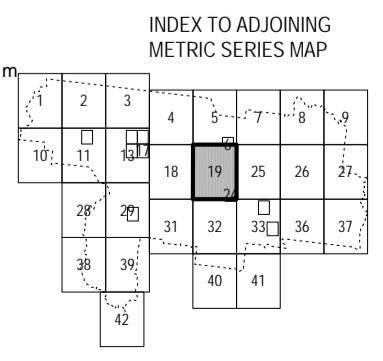 INDEX TO ADJOINING
METRIC SERIES MAP
m
1 2 3
4 5 7 8 9
6
10 11 13 17
18 19 25 26 27
24
28 29
31 32 33 36 37
38 39
40 41
42